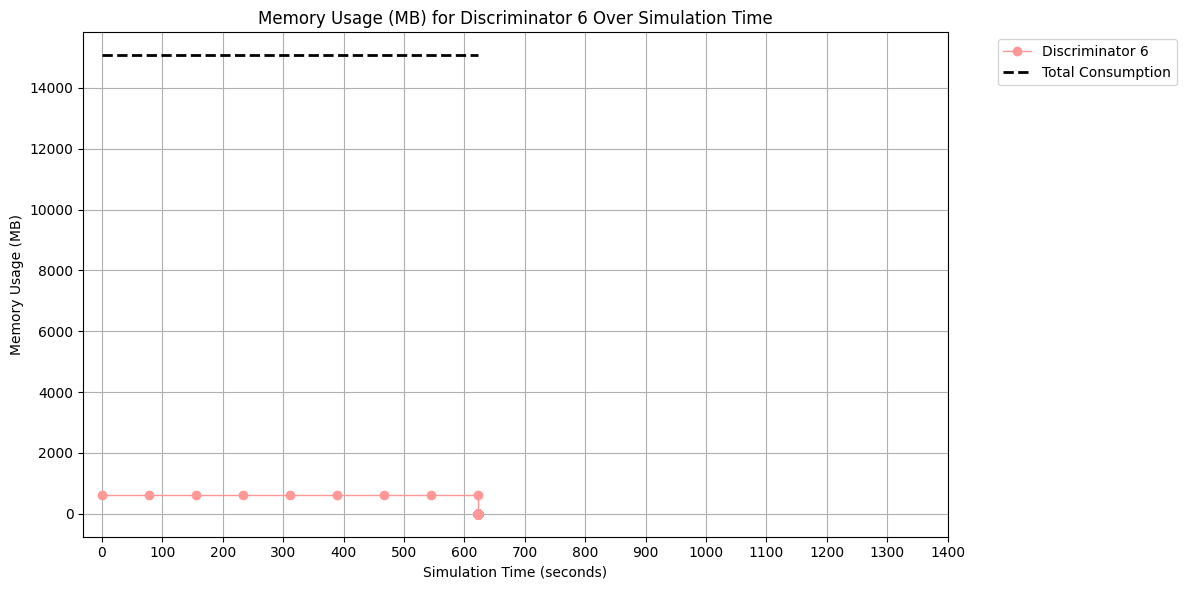 Memory Usage (MB) for Discriminator 6 Over Simulation Time
Discriminator 6
Total Consumption
Memory Usage (MB)
14000
12000
10000
8000
6000
4000
2000
0
0 100 200 300 400 500 600 700 800 900 1000 1100 1200 1300 1400
Simulation Time (seconds)